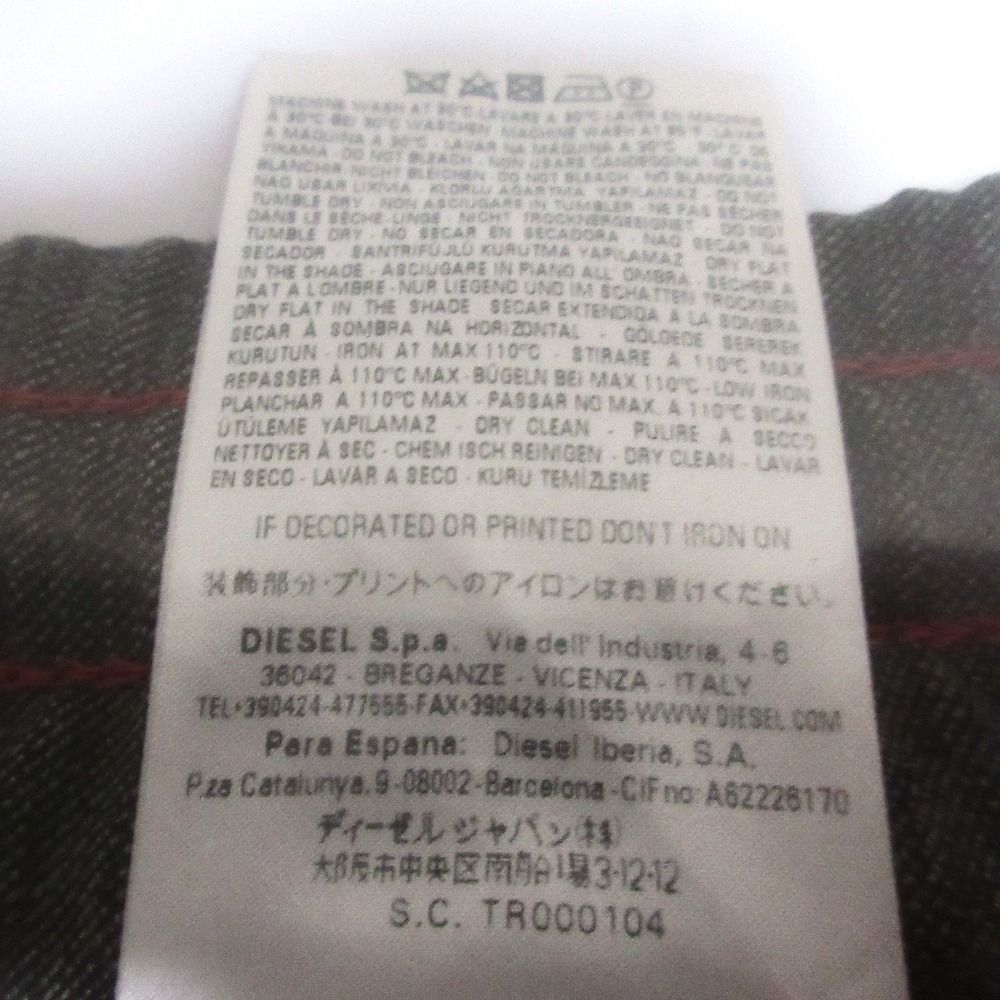 MACHINE WASH AT 30°C LAVARE A 30°C LAVER EN MACHINE
À 30°C BEI 30°C WASCHEN MACHINE WASH AT 30°C LAVAR
A MAQUINA A 30°C · LAVAR NA MAQUINA A 30°C · 30°C DE
YIKAMA · DO NOT BLEACH · NON USARE CANDEGGINA · NE PAS
BLANCHIR · NICHT BLEICHEN · DO NOT BLEACH · NO BLANQUEAR
NAO USAR LIXIVIA · KLORLU AGARTMA YAPILAMAZ · DO NOT
TUMBLE DRY · NON ASCIUGARE IN TUMBLER · NE PAS SÉCHER
DANS LE SÈCHE-LINGE · NICHT TROCKNERGEEIGNET · DO NOT
TUMBLE DRY · NO SECAR EN SECADORA · NAO SECAR NA
SECADOR · SANTRIFÜJLÜ KURUTMA YAPILAMAZ DRY FLAT
IN THE SHADE · ASCIUGARE IN PIANO ALL' OMBRA · SECHER A
PLAT A L'OMBRE · NUR LIEGEND UND IM SCHATTEN TROCKNEN
DRY FLAT IN THE SHADE SECAR EXTENDIDA A LA SOMBRA
SECAR À SOMBRA NA HORIZONTAL · GÖLGEDE SEREREK
KURUTUN · IRON AT MAX 110°C · STIRARE A 110°C MAX
REPASSER À 110°C MAX · BÜGELN BEI MAX 110°C · LOW IRON
PLANCHAR A 110°C MAX · PASSAR NO MAX. A 110°C SICAK
ÜTÜLEME YAPILAMAZ · DRY CLEAN · PULIRE A SECCO
NETTOYER À SEC · CHEM ISCH REINIGEN · DRY CLEAN · LAVAR
EN SECO · LAVAR A SECO · KURU TEMİZLEME
IF DECORATED OR PRINTED DON'T IRON ON
装飾部分・プリントへのアイロンはお避けください。
DIESEL S.p.a. Via dell' Industria, 4-6
36042 - BREGANZE - VICENZA - ITALY
TEL+390424-477555-FAX+390424-411955-WWW.DIESEL.COM
Para Espana: Diesel Iberia, S.A.
P.za Catalunya, 9 -08002-Barcelona-CIF no A62226170
ディーゼルジャパン(株)
大阪市中央区南船場3-12-12
S.C. TR000104